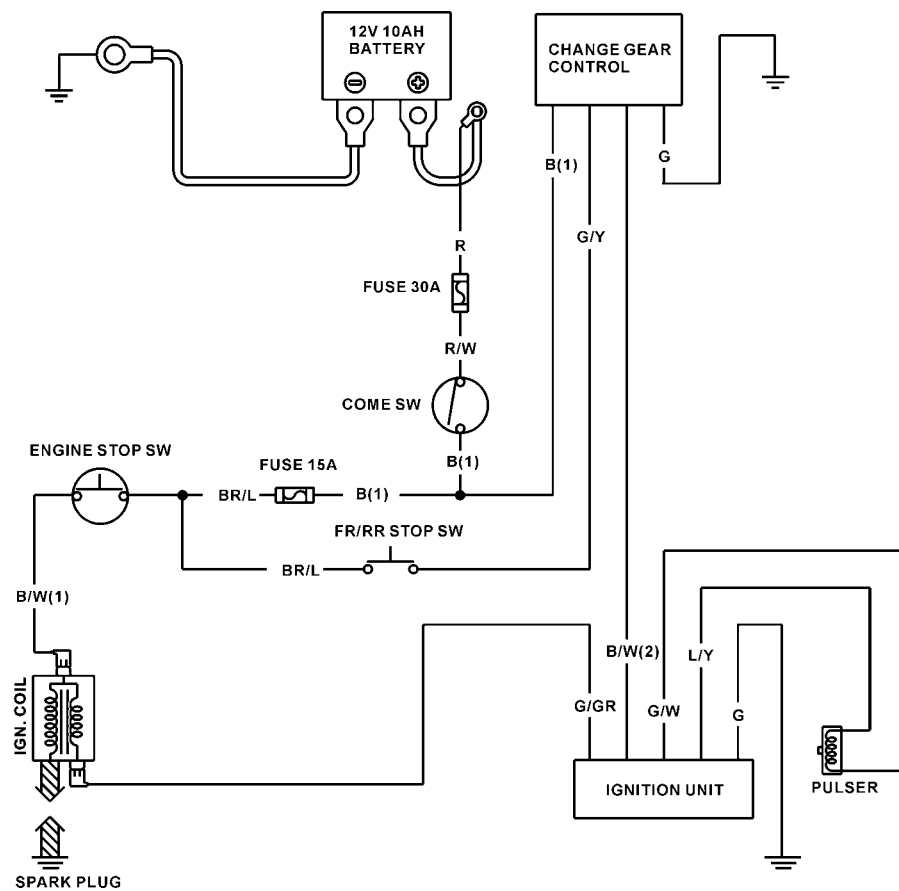 12V 10AH
BATTERY
CHANGE GEAR
CONTROL
B(1)
G
G/Y
R
FUSE 30A
R/W
COME SW
ENGINE STOP SW
FUSE 15A
B(1)
BR/L
B(1)
FR/RR STOP SW
BR/L
B/W(1)
B/W(2)
L/Y
G/GR
G/W
G
IGN. COIL
IGNITION UNIT
PULSER
SPARK PLUG